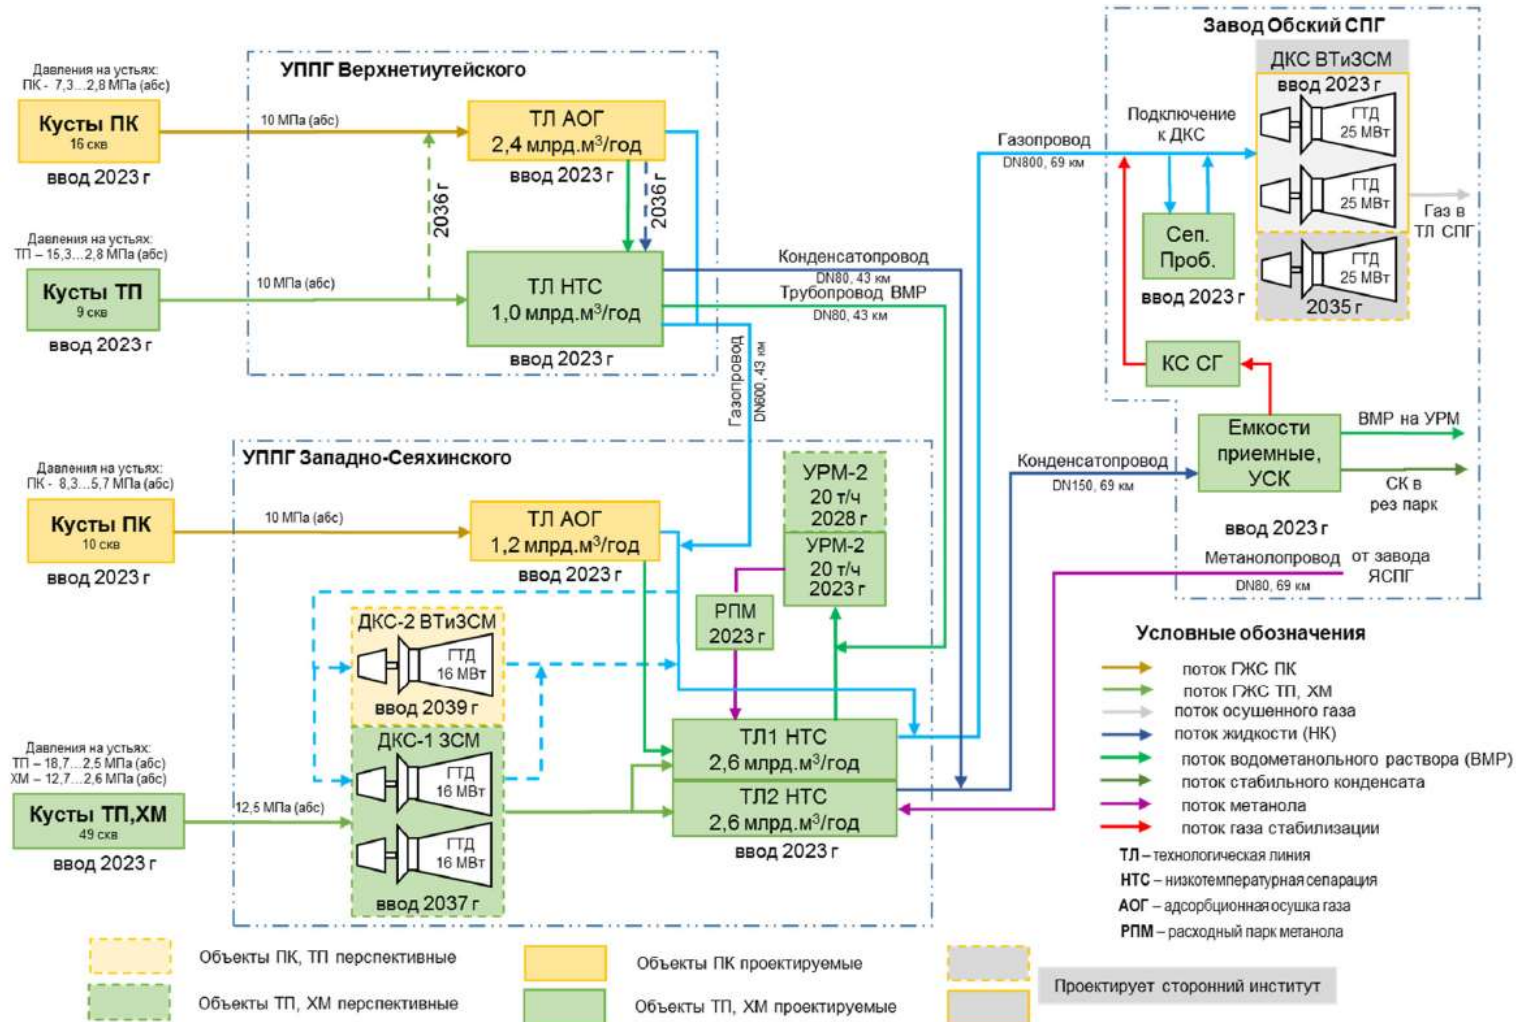 Завод Обский СПГ
УППГ Верхнетиутейского
ДКС ВТиЗСМ
ввод 2023 г
ГТД
25 МВт
ГТД
25 МВт
ГТД
25 МВт
2035 г
Давления на устьях:
ПК - 7,3...2,8 МПа (абс)
Кусты ПК
16 скв
ввод 2023 г
10 МПа (абс)
ТЛ АОГ
2,4 млрд.м³/год
ввод 2023 г
2036 г
2036 г
Давления на устьях:
ТП – 15,3...2,8 МПа (абс)
Кусты ТП
9 скв
ввод 2023 г
10 МПа (абс)
ТЛ НТС
1,0 млрд.м³/год
ввод 2023 г
Конденсатопровод
DN80, 43 км
Трубопровод ВМР
DN80, 43 км
Газопровод
DN600, 43 км
Газопровод
DN800, 69 км
Подключение
к ДКС
Сеп.
Проб.
ввод 2023 г
Газ в
ТЛ СПГ
КС СГ
Емкости
приемные,
УСК
ввод 2023 г
ВМР на УРМ
СК в
рез парк
Конденсатопровод
DN150, 69 км
Метанолопровод
DN80, 69 км
от завода
ЯСПГ
УППГ Западно-Сеяхинского
Давления на устьях:
ПК - 8,3...5,7 МПа (абс)
Кусты ПК
10 скв
ввод 2023 г
10 МПа (абс)
ТЛ АОГ
1,2 млрд.м³/год
ввод 2023 г
УРМ-2
20 т/ч
2028 г
УРМ-2
20 т/ч
2023 г
РПМ
2023 г
ДКС-2 ВТиЗСМ
ГТД
16 МВт
ввод 2039 г
ДКС-1 ЗСМ
ГТД
16 МВт
ГТД
16 МВт
ввод 2037 г
Давления на устьях:
ТП – 18,7...2,5 МПа (абс)
ХМ – 12,7...2,6 МПа (абс)
Кусты ТП,ХМ
49 скв
ввод 2023 г
12,5 МПа (абс)
ТЛ1 НТС
2,6 млрд.м³/год
ТЛ2 НТС
2,6 млрд.м³/год
ввод 2023 г
Условные обозначения
поток ГЖС ПК
поток ГЖС ТП, ХМ
поток осушенного газа
поток жидкости (НК)
поток водометанольного раствора (ВМР)
поток стабильного конденсата
поток метанола
поток газа стабилизации
ТЛ – технологическая линия
НТС – низкотемпературная сепарация
АОГ – адсорбционная осушка газа
РПМ – расходный парк метанола
Объекты ПК, ТП перспективные
Объекты ТП, ХМ перспективные
Объекты ПК проектируемые
Объекты ТП, ХМ проектируемые
Проектирует сторонний институт